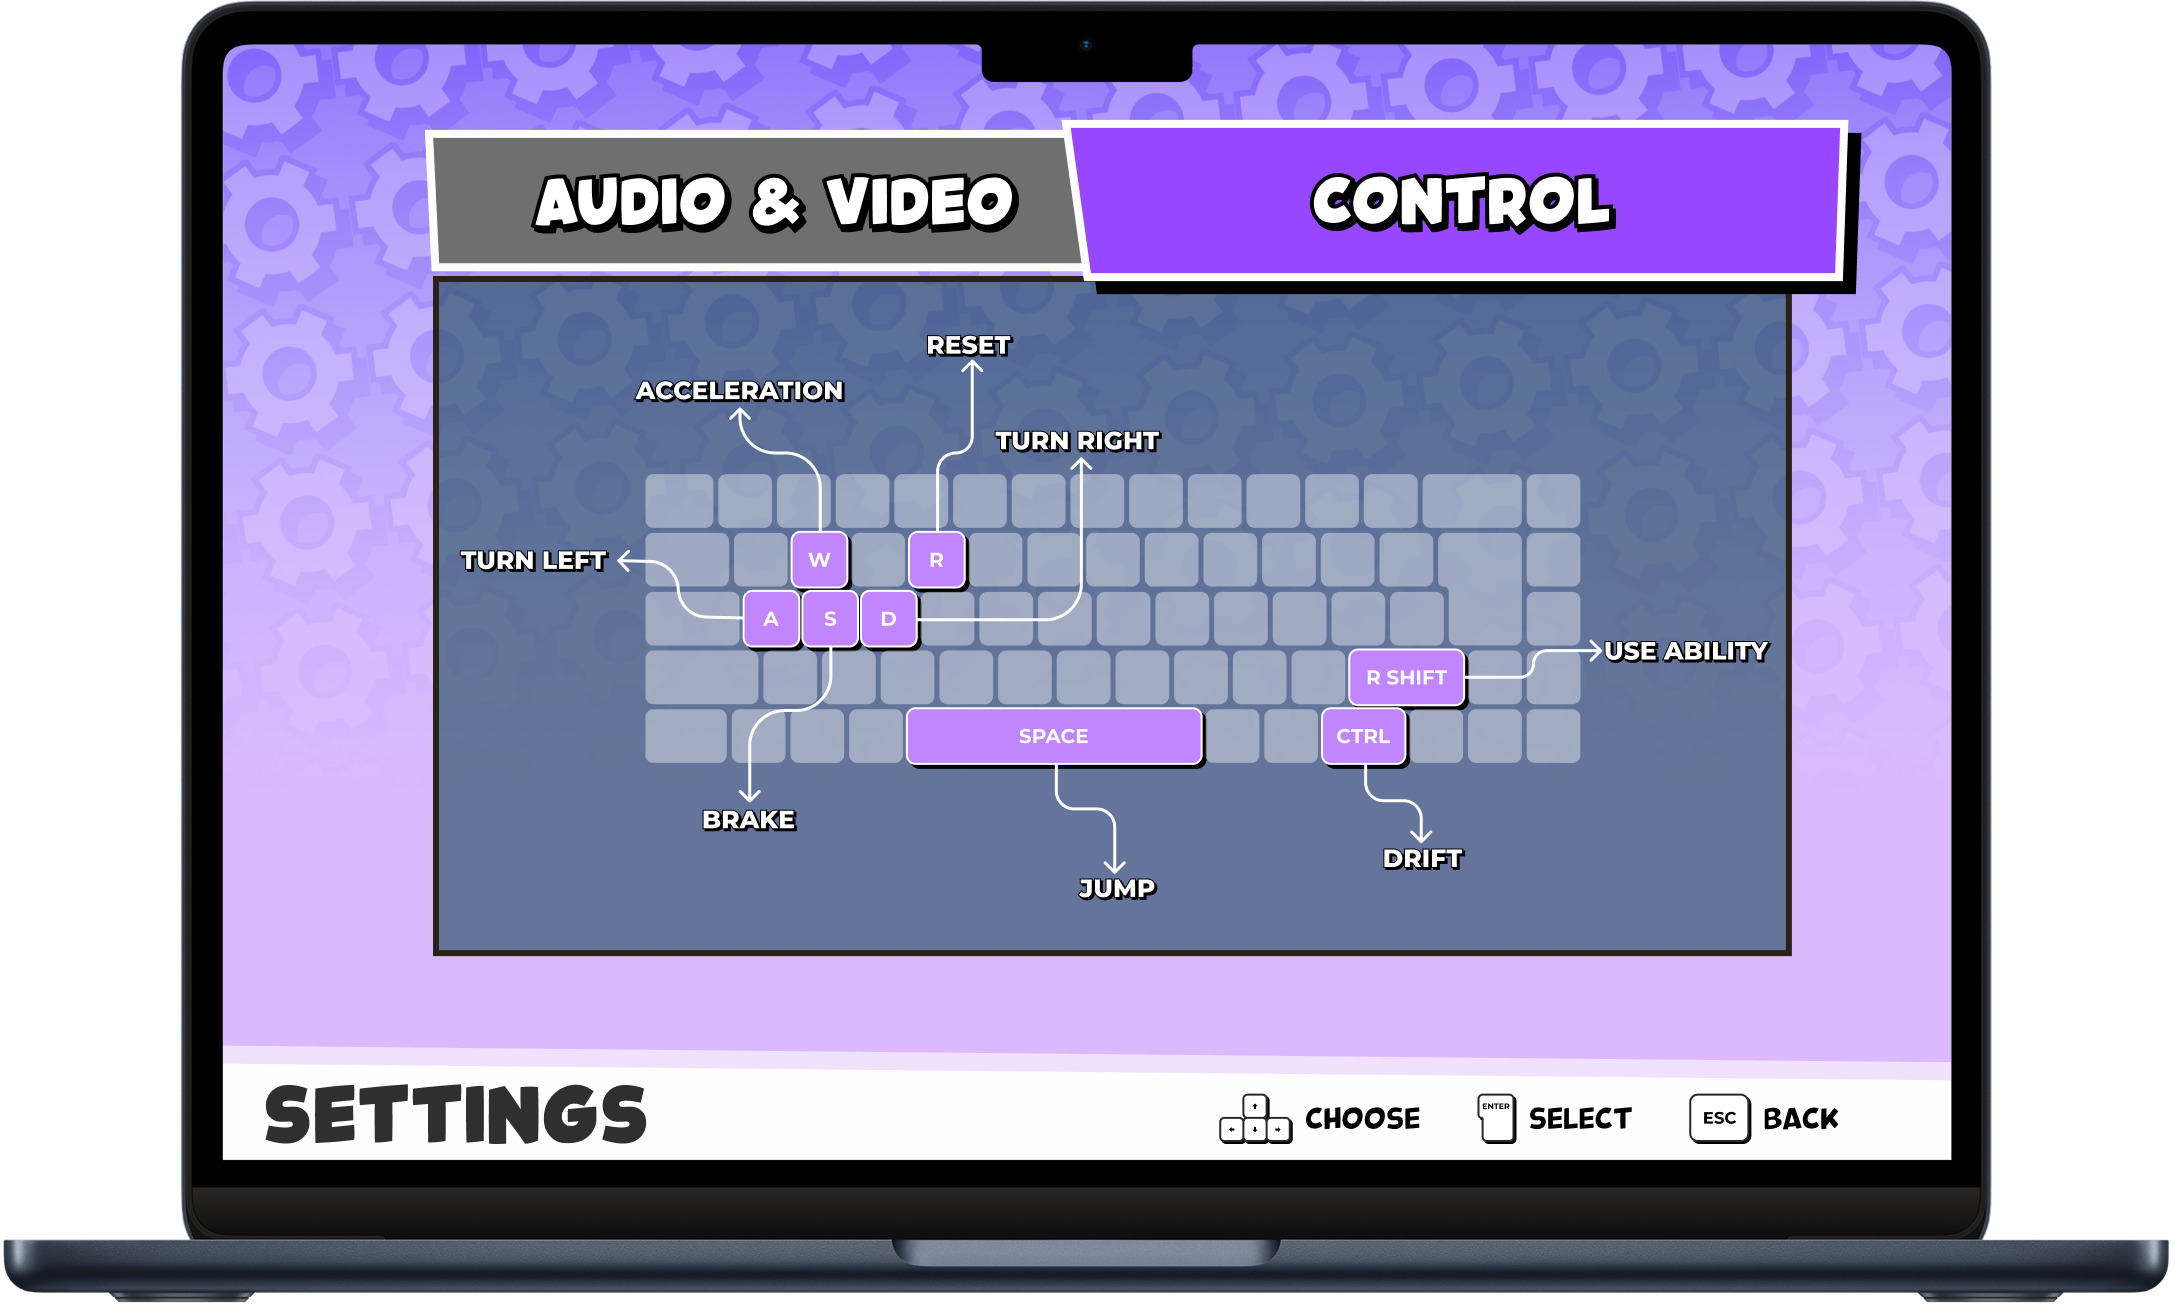 AUDIO & VIDEO
CONTROL
RESET
ACCELERATION
TURN RIGHT
TURN LEFT
W
R
A
S
D
USE ABILITY
R SHIFT
SPACE
CTRL
BRAKE
DRIFT
JUMP
SETTINGS
CHOOSE
ENTER
SELECT
ESC
BACK